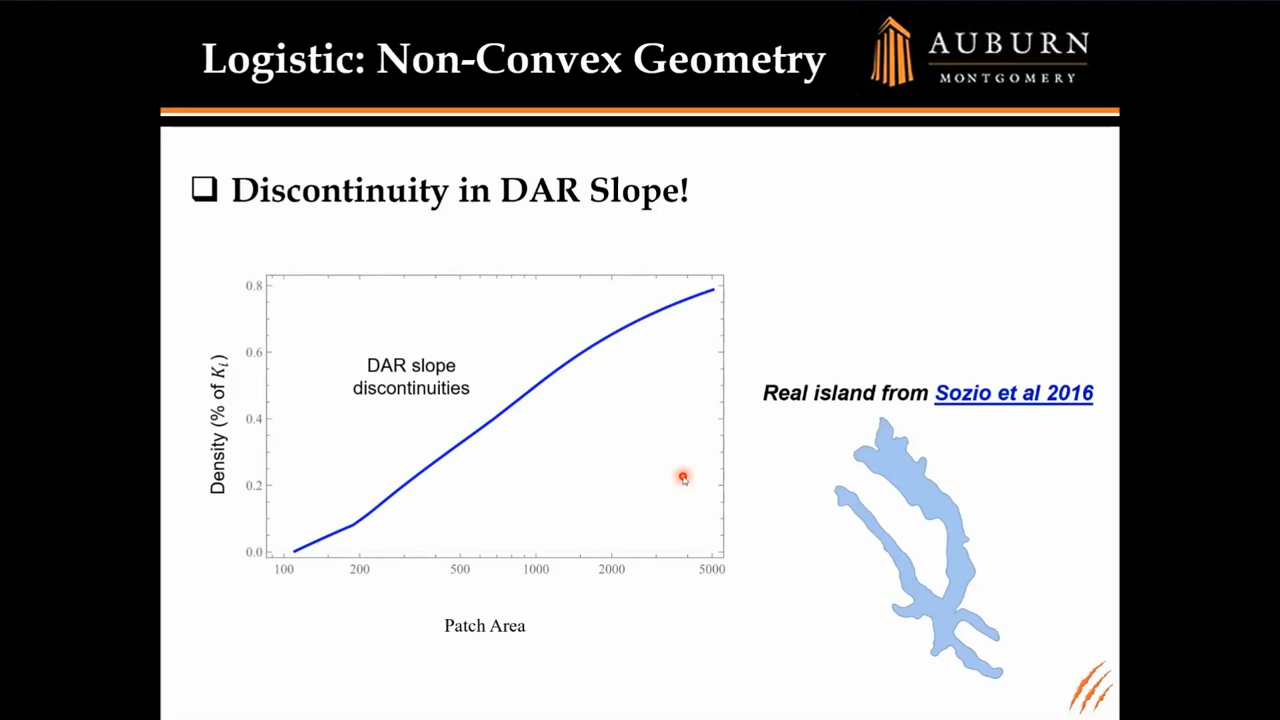 Logistic: Non-Convex Geometry
AUBURN
MONTGOMERY
❑ Discontinuity in DAR Slope!
DAR slope
discontinuities
Density (% of Kᵢ)
0.8
0.6
0.4
0.2
0.0
100 200 500 1000 2000 5000
Patch Area
Real island from Sozio et al 2016